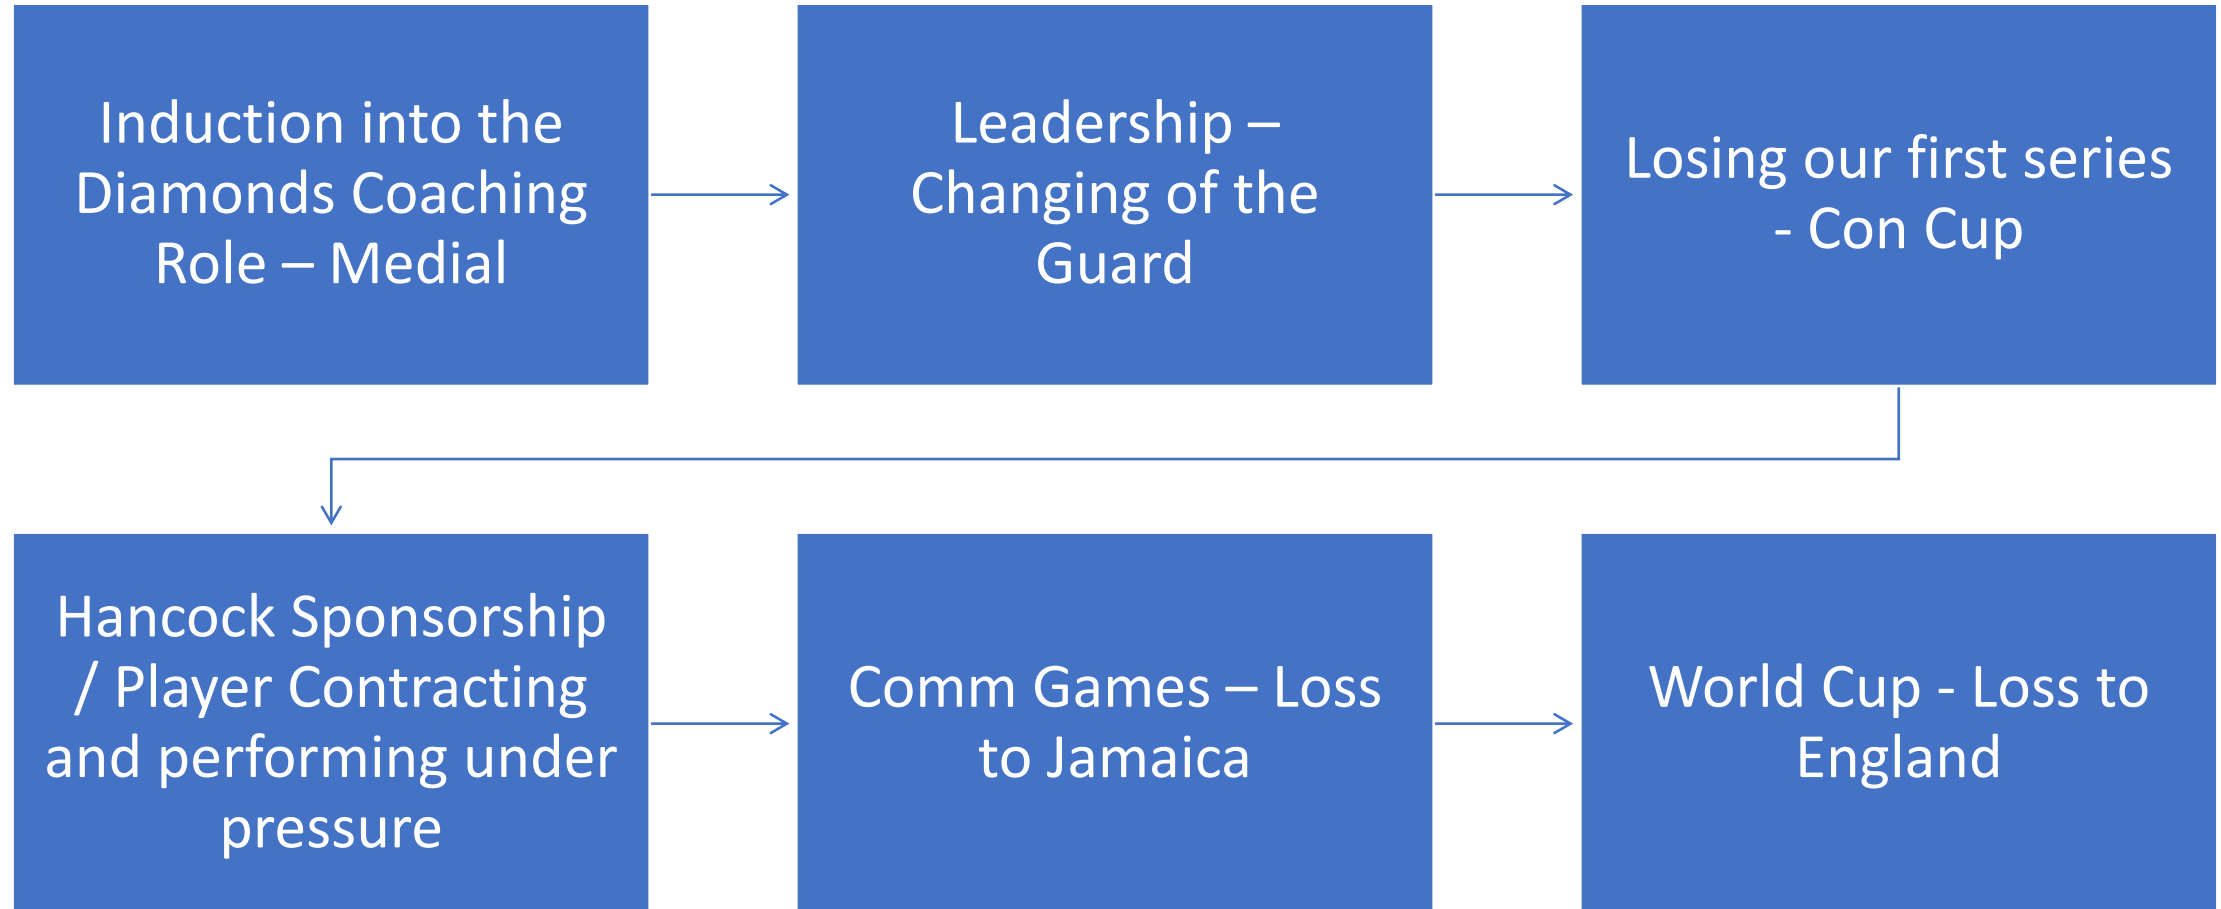 Induction into the
Diamonds Coaching
Role – Medial
Leadership –
Changing of the
Guard
Losing our first series
- Con Cup
Hancock Sponsorship
/ Player Contracting
and performing under
pressure
Comm Games – Loss
to Jamaica
World Cup - Loss to
England